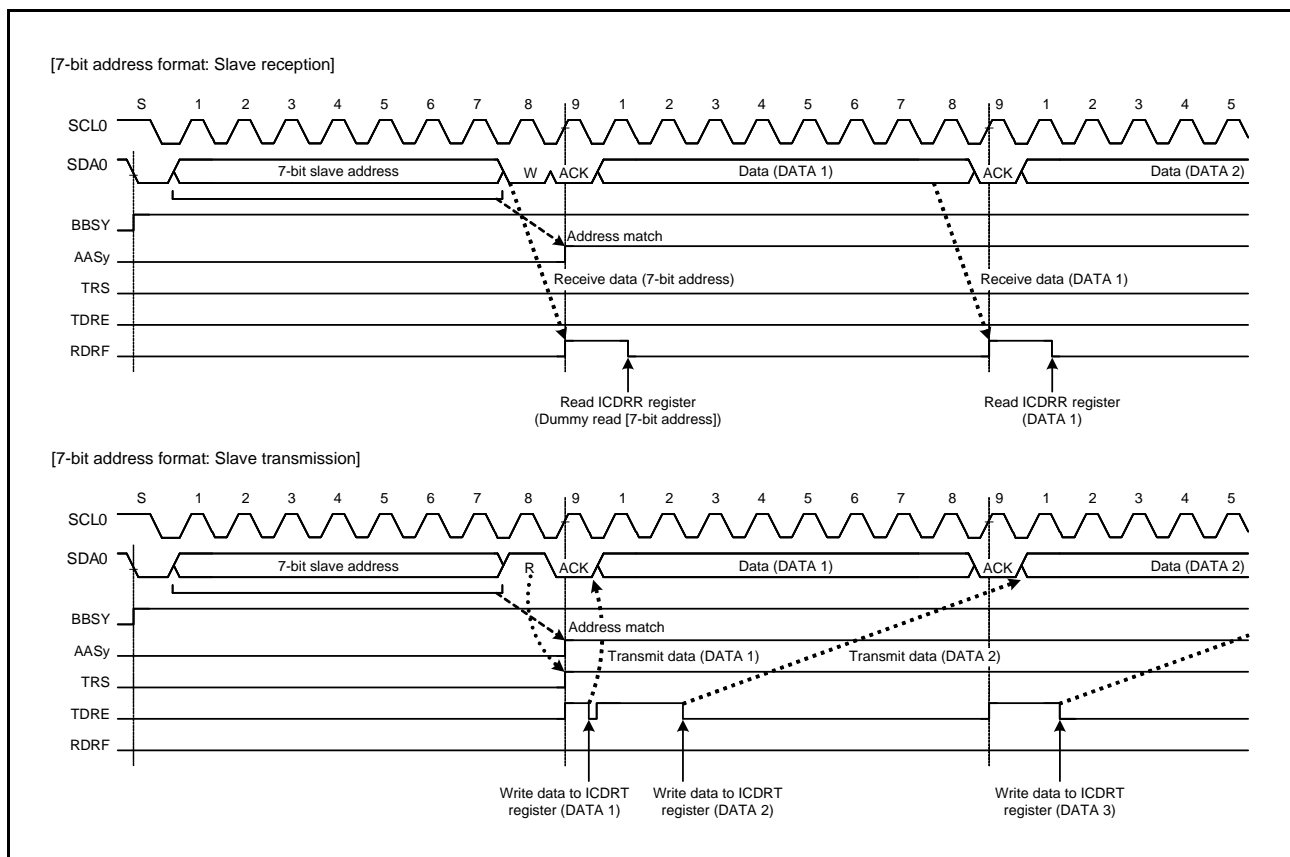 [7-bit address format: Slave reception]
S 1 2 3 4 5 6 7 8 9 1 2 3 4 5 6 7 8 9 1 2 3 4 5
SCL0
SDA0 7-bit slave address W ACK Data (DATA 1) ACK Data (DATA 2)
BBSY
Address match
AASy
Receive data (7-bit address) Receive data (DATA 1)
TRS
TDRE
RDRF
Read ICDRR register
(Dummy read [7-bit address])
Read ICDRR register
(DATA 1)
[7-bit address format: Slave transmission]
S 1 2 3 4 5 6 7 8 9 1 2 3 4 5 6 7 8 9 1 2 3 4 5
SCL0
SDA0 7-bit slave address R ACK Data (DATA 1) ACK Data (DATA 2)
BBSY
Address match
AASy
Transmit data (DATA 1) Transmit data (DATA 2)
TRS
TDRE
RDRF
Write data to ICDRT
register (DATA 1)
Write data to ICDRT
register (DATA 2)
Write data to ICDRT
register (DATA 3)